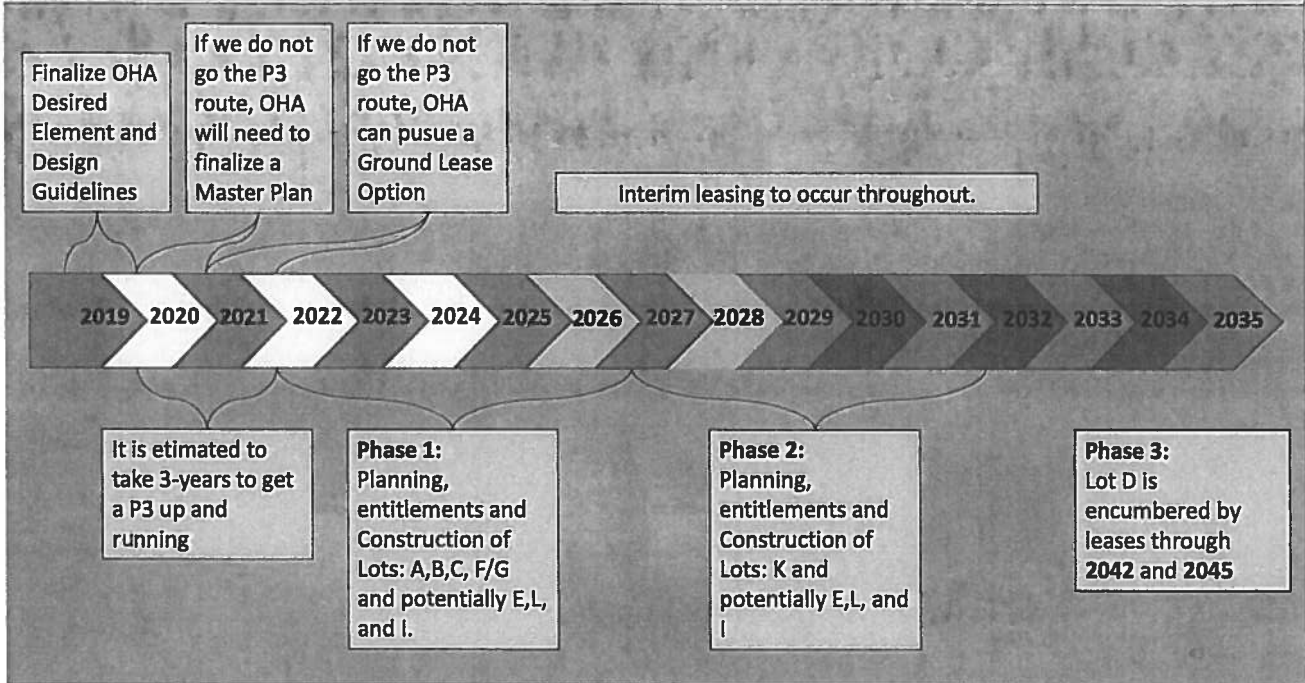 Finalize OHA
Desired
Element and
Design
Guidelines
If we do not
go the P3
route, OHA
will need to
finalize a
Master Plan
If we do not
go the P3
route, OHA
can pusue a
Ground Lease
Option
Interim leasing to occur throughout.
2019 2020 2021 2022 2023 2024 2025 2026 2027 2028 2029 2030 2031 2032 2033 2034 2035
It is etimated to
take 3-years to get
a P3 up and
running
Phase 1:
Planning,
entitlements and
Construction of
Lots: A,B,C, F/G
and potentially E,L,
and I.
Phase 2:
Planning,
entitlements and
Construction of
Lots: K and
potentially E,L, and
I
Phase 3:
Lot D is
encumbered by
leases through
2042 and 2045